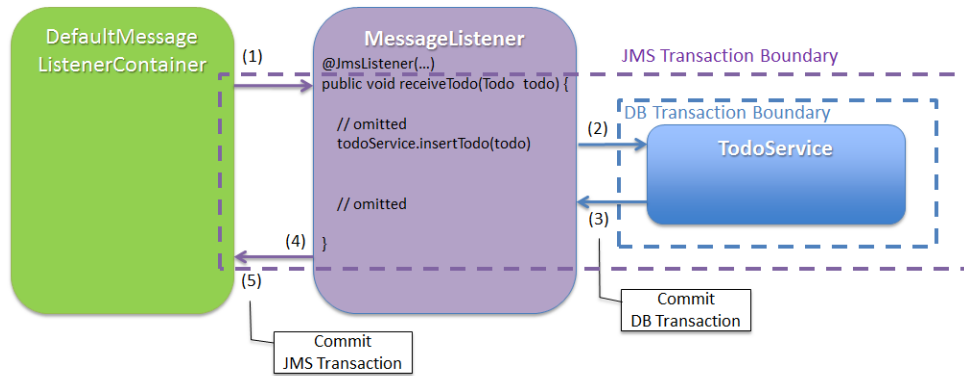 DefaultMessage
ListenerContainer
(1)
MessageListener
@JmsListener(...)
public void receiveTodo(Todo todo) {
// omitted
todoService.insertTodo(todo)
// omitted
}
JMS Transaction Boundary
DB Transaction Boundary
(2)
TodoService
(3)
(4)
(5)
Commit
DB Transaction
Commit
JMS Transaction